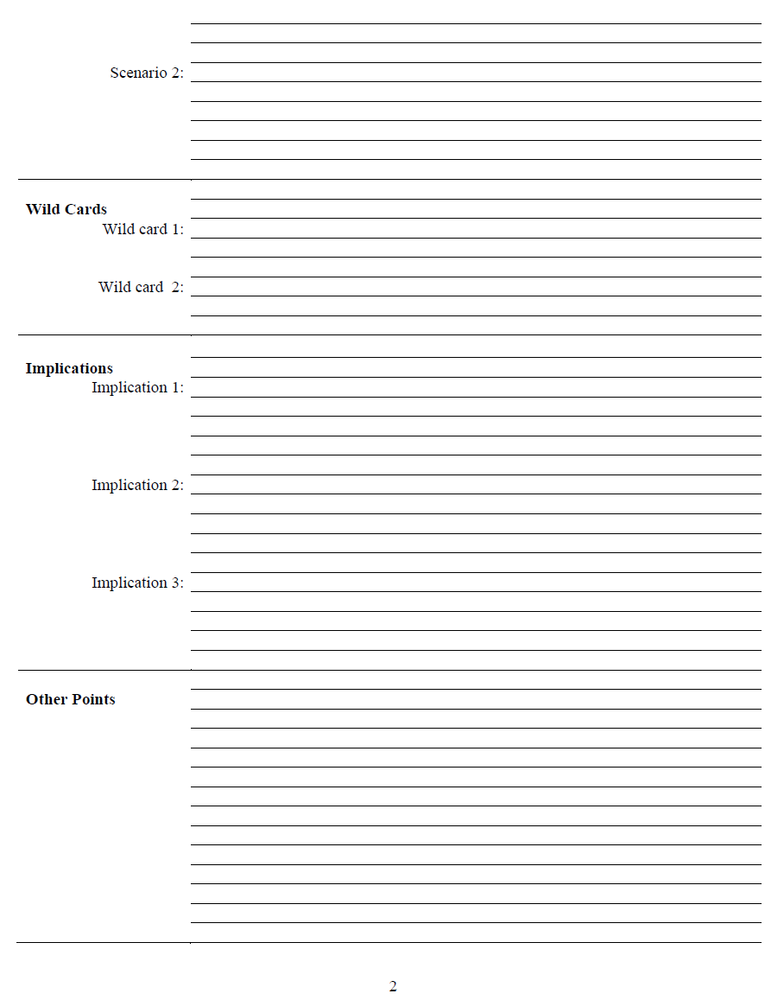 Scenario 2:
Wild Cards
Wild card 1:
Wild card  2:
Implications
Implication 1:
Implication 2:
Implication 3:
Other Points
2